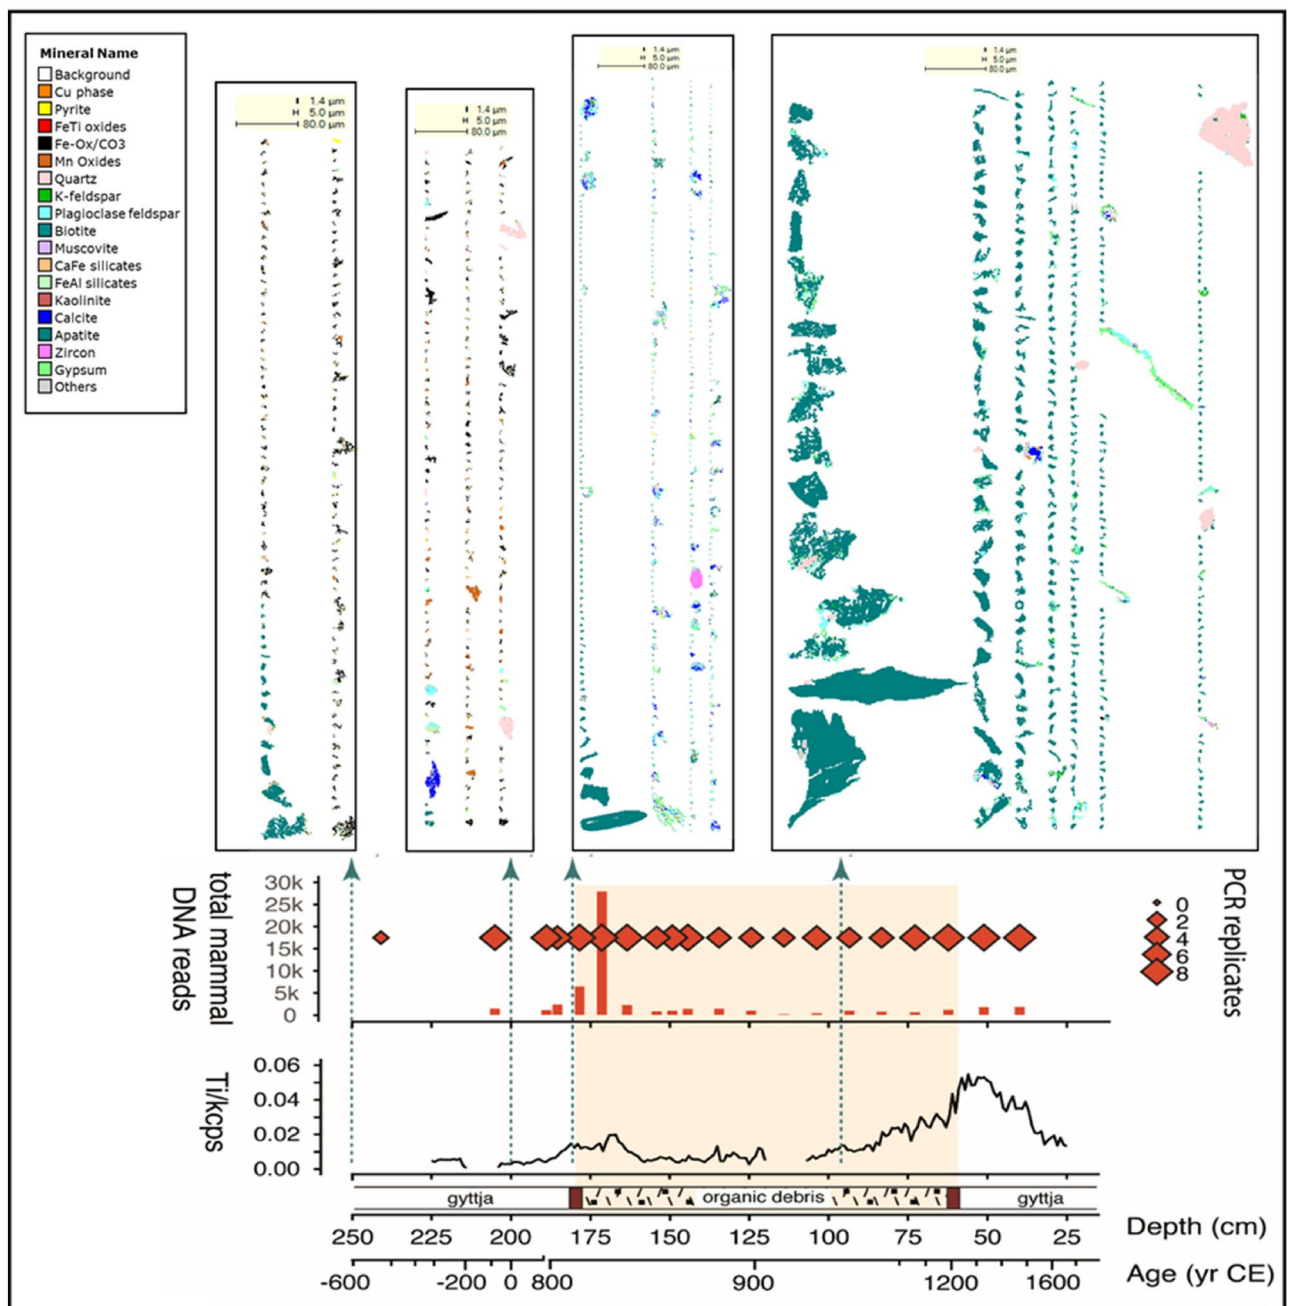 Mineral Name
Background
Cu phase
Pyrite
FeTi oxides
Fe-Ox/CO3
Mn Oxides
Quartz
K-feldspar
Plagioclase feldspar
Biotite
Muscovite
CaFe silicates
FeAl silicates
Kaolinite
Calcite
Apatite
Zircon
Gypsum
Others
1.4 µm
5.0 µm
80.0 µm
1.4 µm
5.0 µm
80.0 µm
1.4 µm
5.0 µm
80.0 µm
1.4 µm
5.0 µm
80.0 µm
total mammal
DNA reads
30k
25k
20k
15k
10k
5k
0
PCR replicates
0
2
4
6
8
Ti/kcps
0.06
0.04
0.02
0.00
gyttja organic debris gyttja
250 225 200 175 150 125 100 75 50 25 Depth (cm)
-600 -200 0 800 900 1200 1600 Age (yr CE)